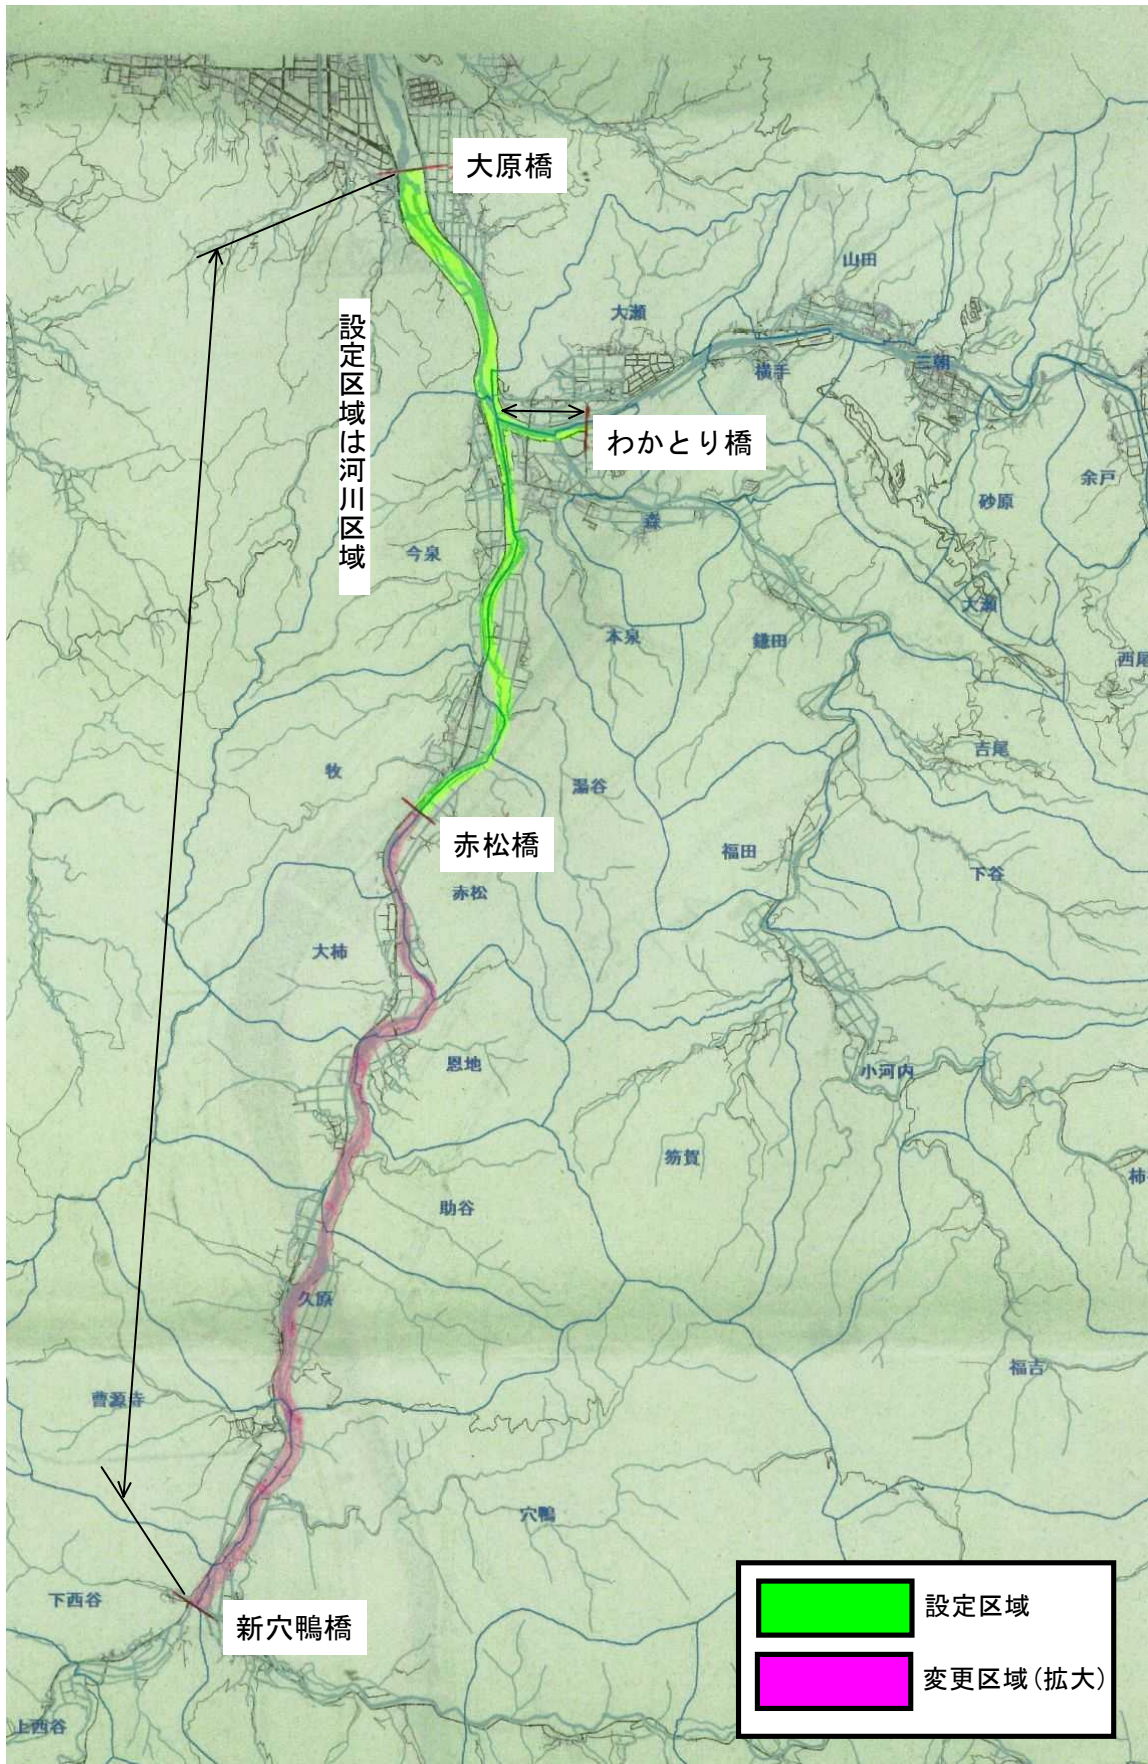 大原橋
山田
大瀬
設定区域は河川区域
三朝
横手
わかとり橋
余戸
砂原
森
今泉
大瀬
本泉
鎌田
西尾
吉尾
牧
湯谷
赤松橋
福田
下谷
赤松
大柿
恩地
小河内
筋賀
柿
助谷
久原
福吉
曹源寺
穴鴨
下西谷
新穴鴨橋
設定区域
変更区域(拡大)
上西谷